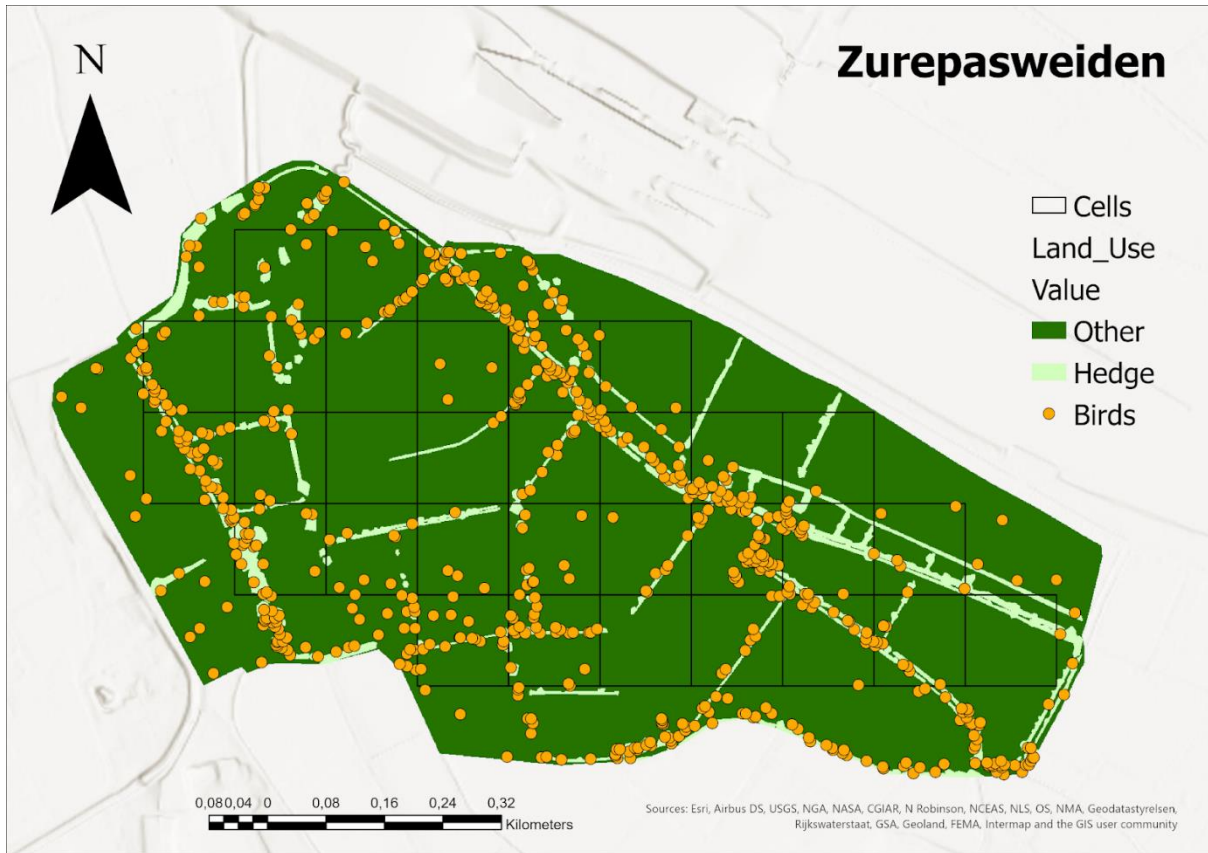 N
Zurepasweiden
Cells
Land_Use
Value
Other
Hedge
Birds
0,08 0,04 0 0,08 0,16 0,24 0,32
Kilometers
Sources: Esri, Airbus DS, USGS, NGA, NASA, CGIAR, N Robinson, NCEAS, NLS, OS, NMA, Geodatastyrelsen,
Rijkswaterstaat, GSA, Geoland, FEMA, Intermap and the GIS user community